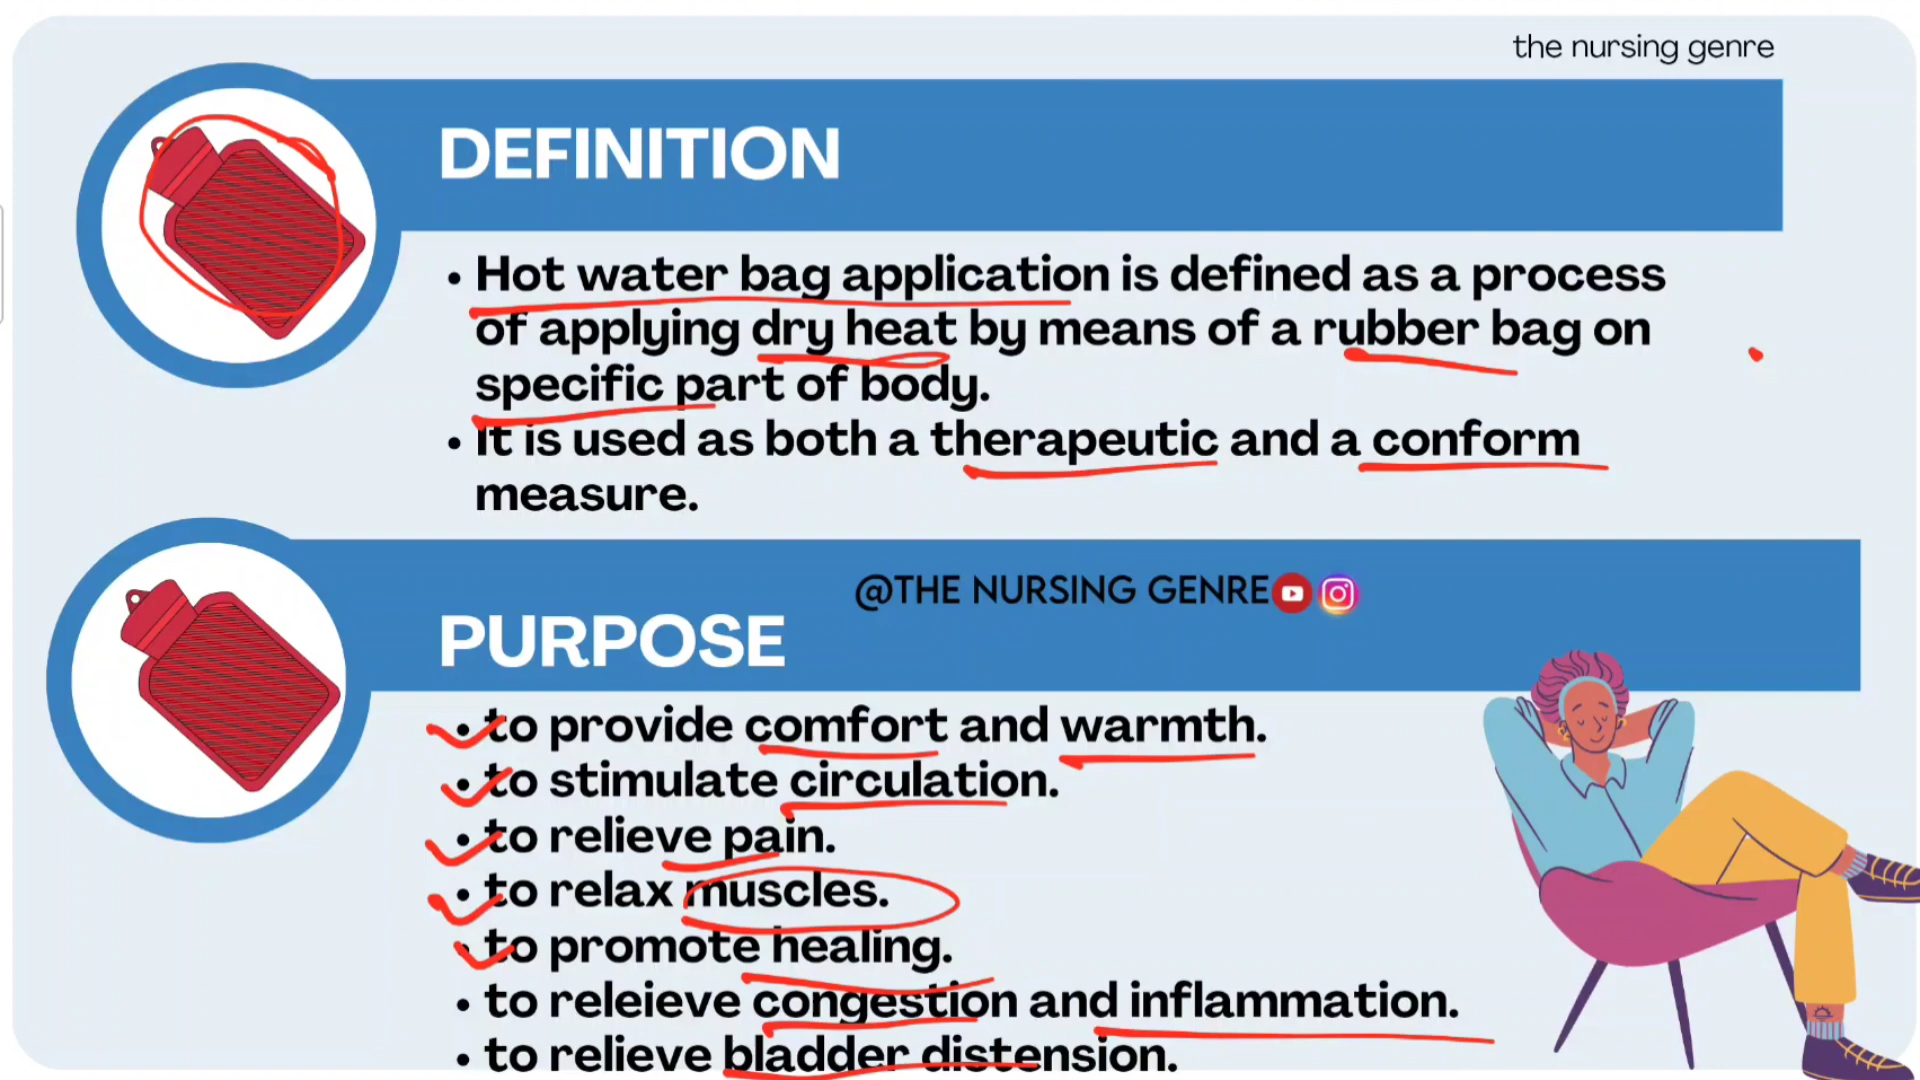 the nursing genre
DEFINITION
• Hot water bag application is defined as a process
of applying dry heat by means of a rubber bag on
specific part of body.
• It is used as both a therapeutic and a conform
measure.
@THE NURSING GENRE
PURPOSE
• to provide comfort and warmth.
• to stimulate circulation.
• to relieve pain.
• to relax muscles.
• to promote healing.
• to releieve congestion and inflammation.
• to relieve bladder distension.